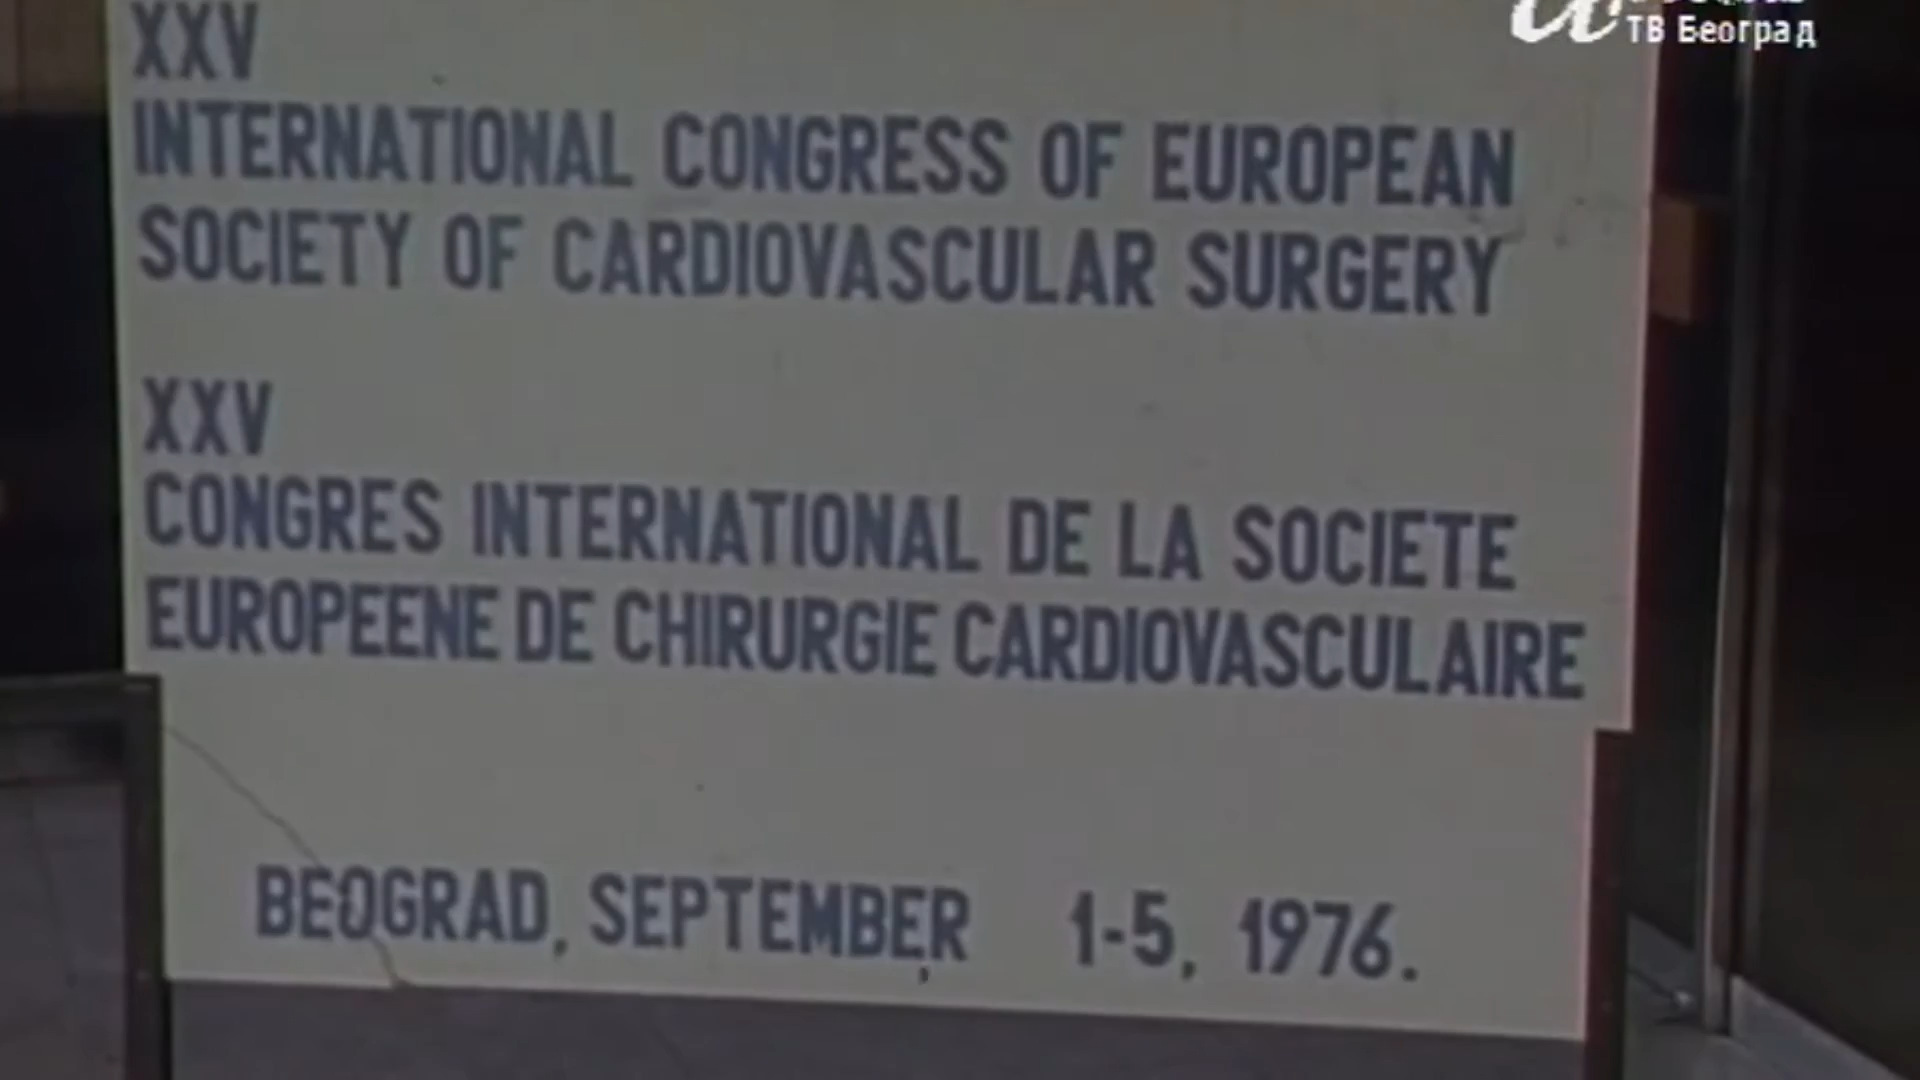 XXV
INTERNATIONAL CONGRESS OF EUROPEAN
SOCIETY OF CARDIOVASCULAR SURGERY
XXV
CONGRES INTERNATIONAL DE LA SOCIETE
EUROPEENE DE CHIRURGIE CARDIOVASCULAIRE
BEOGRAD, SEPTEMBER 1-5, 1976.
ТВ Београд